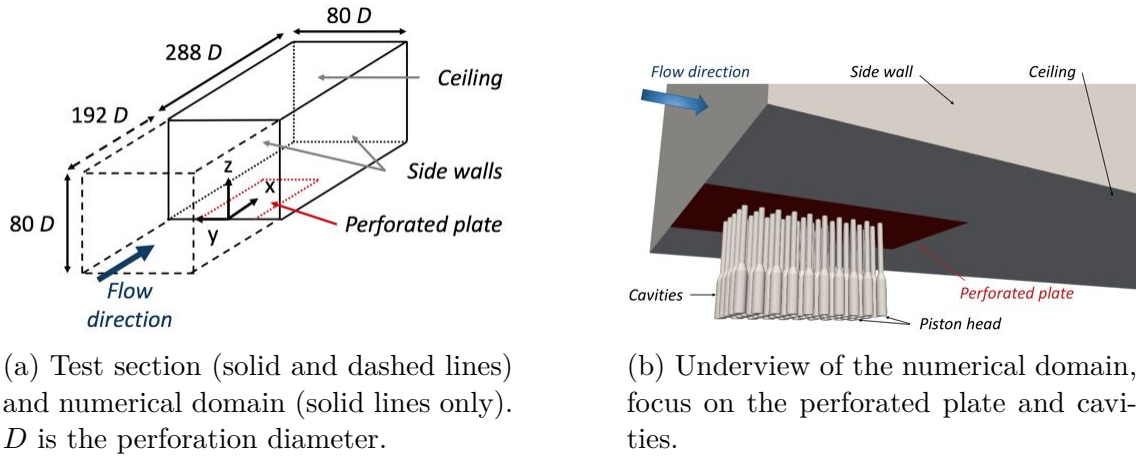 80 D
288 D
Ceiling
192 D
Side walls
80 D
z
x
y
Perforated plate
Flow
direction
(a) Test section (solid and dashed lines)
and numerical domain (solid lines only).
D is the perforation diameter.
Flow direction
Side wall
Ceiling
Cavities
Perforated plate
Piston head
(b) Underview of the numerical domain,
focus on the perforated plate and cavi-
ties.